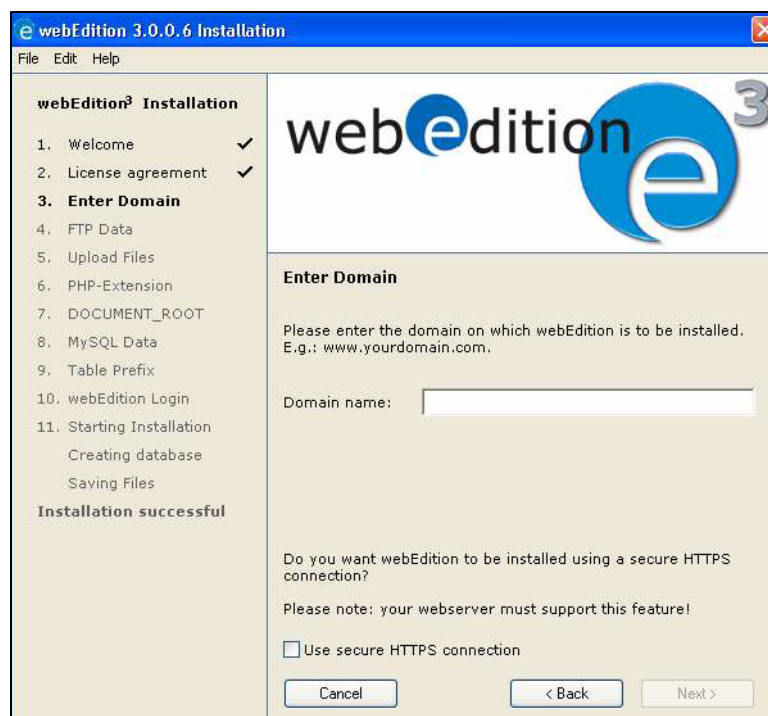 webEdition 3.0.0.6 Installation
File Edit Help
webEdition³ Installation
1. Welcome
2. License agreement
3. Enter Domain
4. FTP Data
5. Upload Files
6. PHP-Extension
7. DOCUMENT_ROOT
8. MySQL Data
9. Table Prefix
10. webEdition Login
11. Starting Installation
Creating database
Saving Files
Installation successful
webedition
e3
Enter Domain
Please enter the domain on which webEdition is to be installed.
E.g.: www.yourdomain.com.
Domain name:
Do you want webEdition to be installed using a secure HTTPS
connection?
Please note: your webserver must support this feature!
Use secure HTTPS connection
Cancel
< Back
Next >